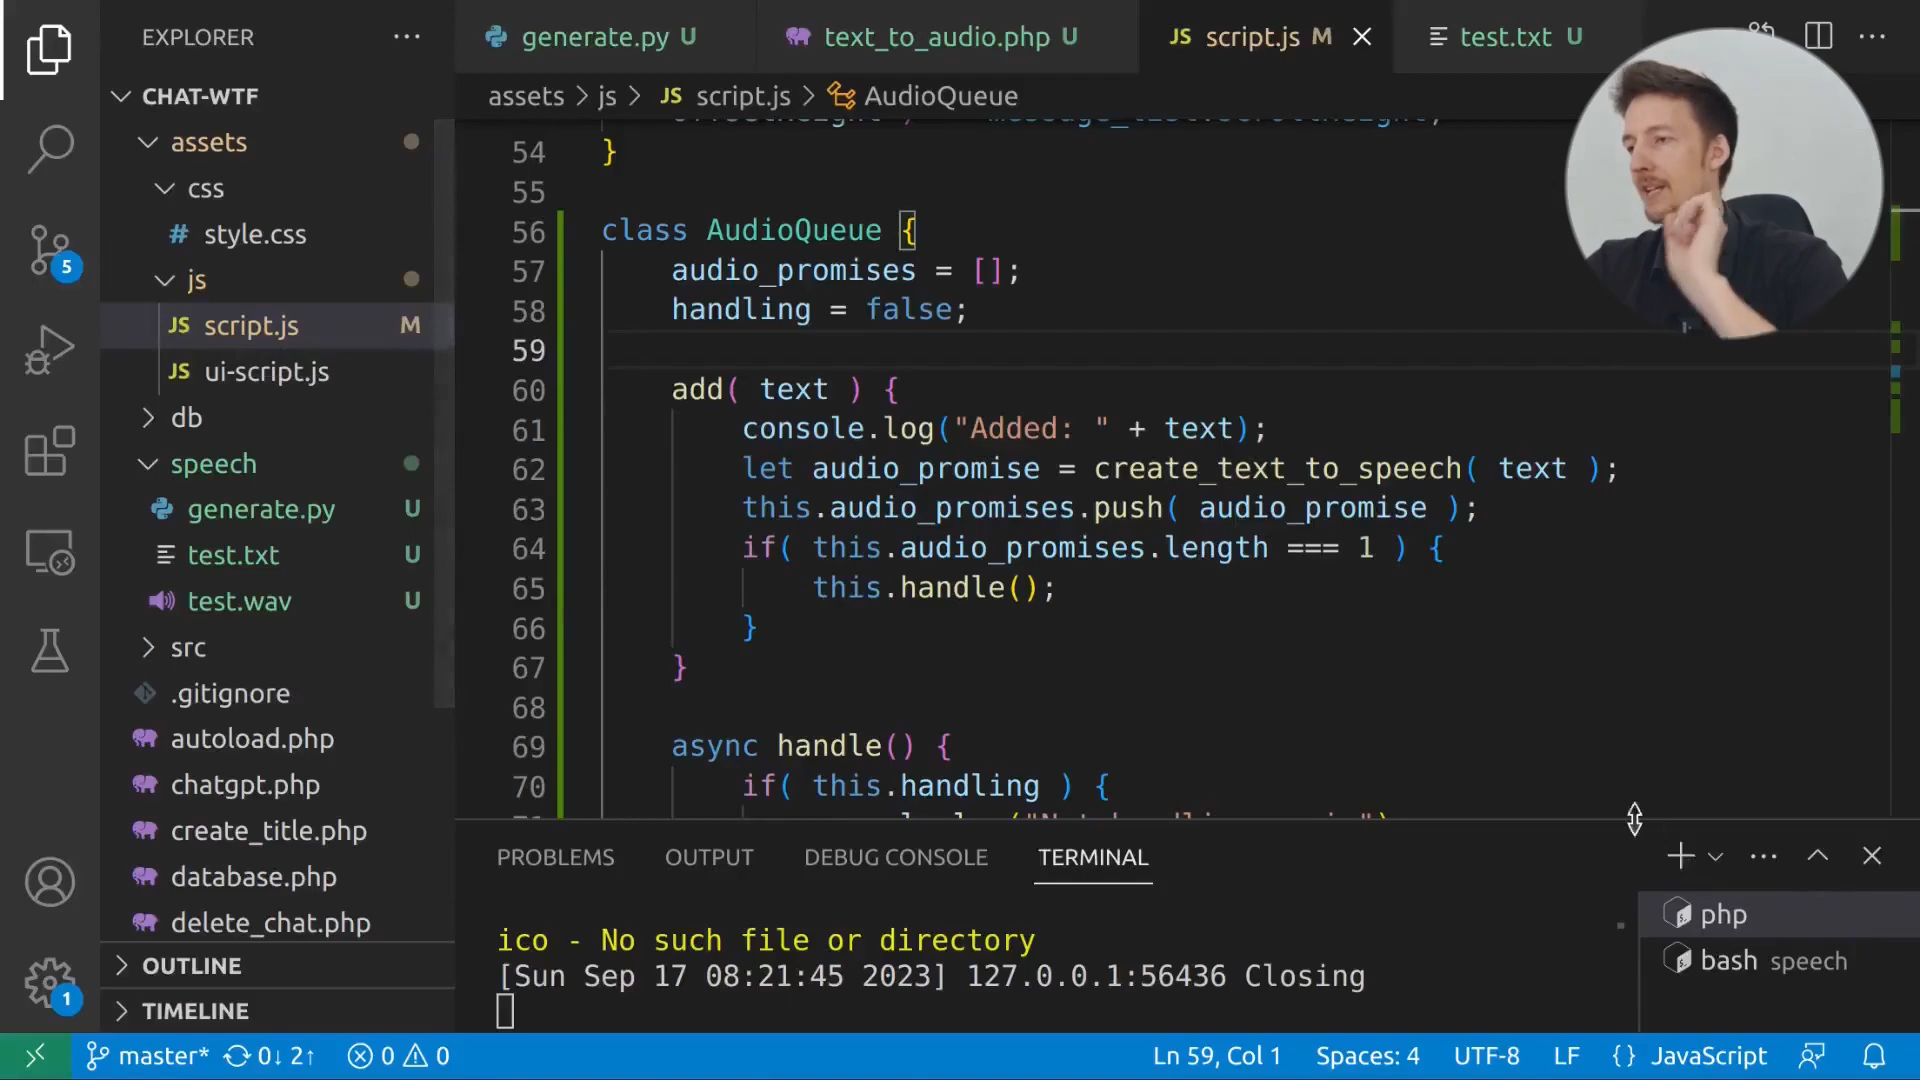 EXPLORER
CHAT-WTF
assets
css
# style.css
js
JS script.js M
JS ui-script.js
db
speech
generate.py U
test.txt U
test.wav U
src
.gitignore
autoload.php
chatgpt.php
create_title.php
database.php
delete_chat.php
OUTLINE
TIMELINE
5
1
generate.py U
text_to_audio.php U
JS script.js M
test.txt U
assets > js > JS script.js > AudioQueue
54 }
55
56 class AudioQueue {
57 audio_promises = [];
58 handling = false;
59
60 add( text ) {
61 console.log("Added: " + text);
62 let audio_promise = create_text_to_speech( text );
63 this.audio_promises.push( audio_promise );
64 if( this.audio_promises.length === 1 ) {
65 this.handle();
66 }
67 }
68
69 async handle() {
70 if( this.handling ) {
PROBLEMS OUTPUT DEBUG CONSOLE TERMINAL
ico - No such file or directory
[Sun Sep 17 08:21:45 2023] 127.0.0.1:56436 Closing
php
bash speech
master* 0↓ 2↑ 0 0 Ln 59, Col 1 Spaces: 4 UTF-8 LF {} JavaScript